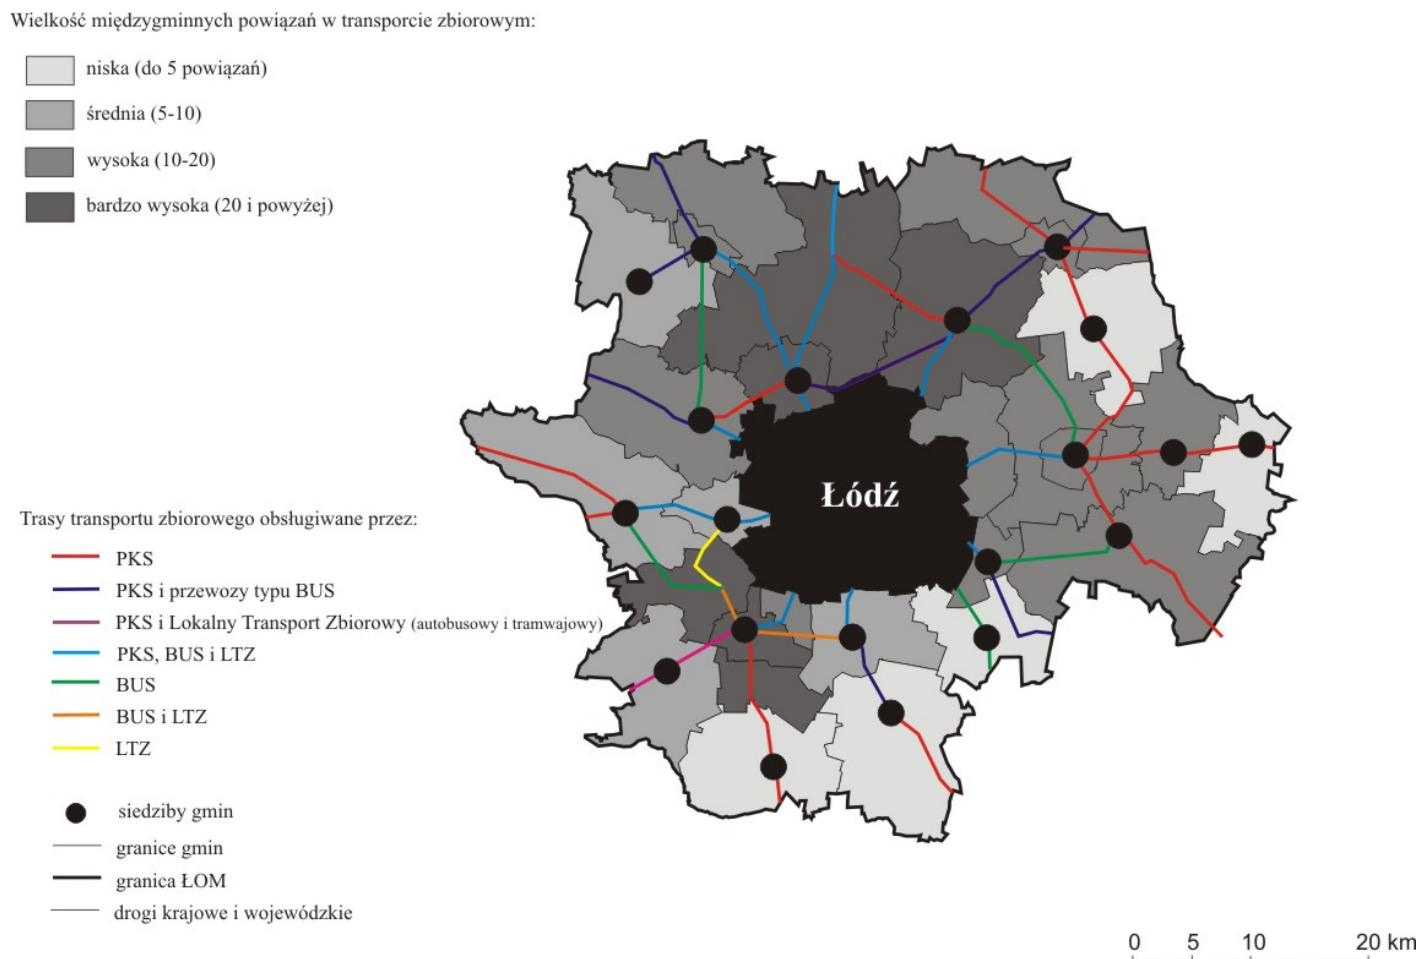 Wielkość międzygminnych powiązań w transporcie zbiorowym:
niska (do 5 powiązań)
średnia (5-10)
wysoka (10-20)
bardzo wysoka (20 i powyżej)
Łódź
Trasy transportu zbiorowego obsługiwane przez:
PKS
PKS i przewozy typu BUS
PKS i Lokalny Transport Zbiorowy (autobusowy i tramwajowy)
PKS, BUS i LTZ
BUS
BUS i LTZ
LTZ
siedziby gmin
granice gmin
granica ŁOM
drogi krajowe i wojewódzkie
0 5 10 20 km